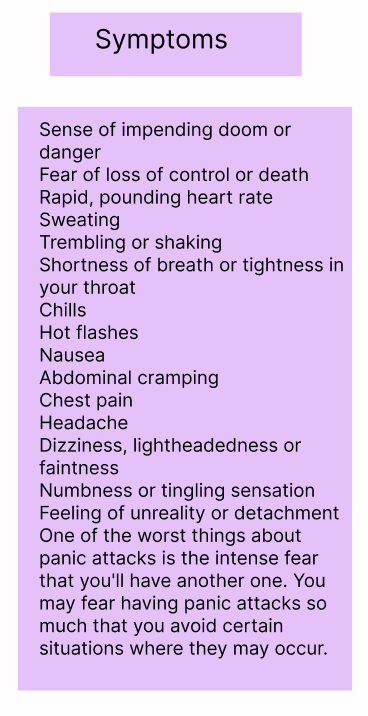 Symptoms
Sense of impending doom or
danger
Fear of loss of control or death
Rapid, pounding heart rate
Sweating
Trembling or shaking
Shortness of breath or tightness in
your throat
Chills
Hot flashes
Nausea
Abdominal cramping
Chest pain
Headache
Dizziness, lightheadedness or
faintness
Numbness or tingling sensation
Feeling of unreality or detachment
One of the worst things about
panic attacks is the intense fear
that you'll have another one. You
may fear having panic attacks so
much that you avoid certain
situations where they may occur.